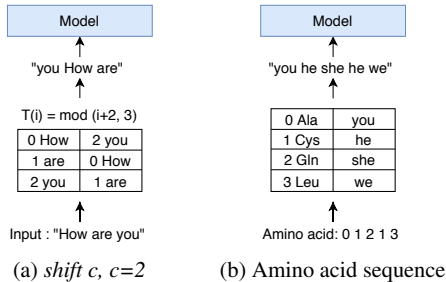 Model
"you How are"
T(i) = mod (i+2, 3)
0 How 2 you
1 are 0 How
2 you 1 are
Input : "How are you"
(a) shift c, c=2
Model
"you he she he we"
0 Ala you
1 Cys he
2 Gln she
3 Leu we
Amino acid: 0 1 2 1 3
(b) Amino acid sequence